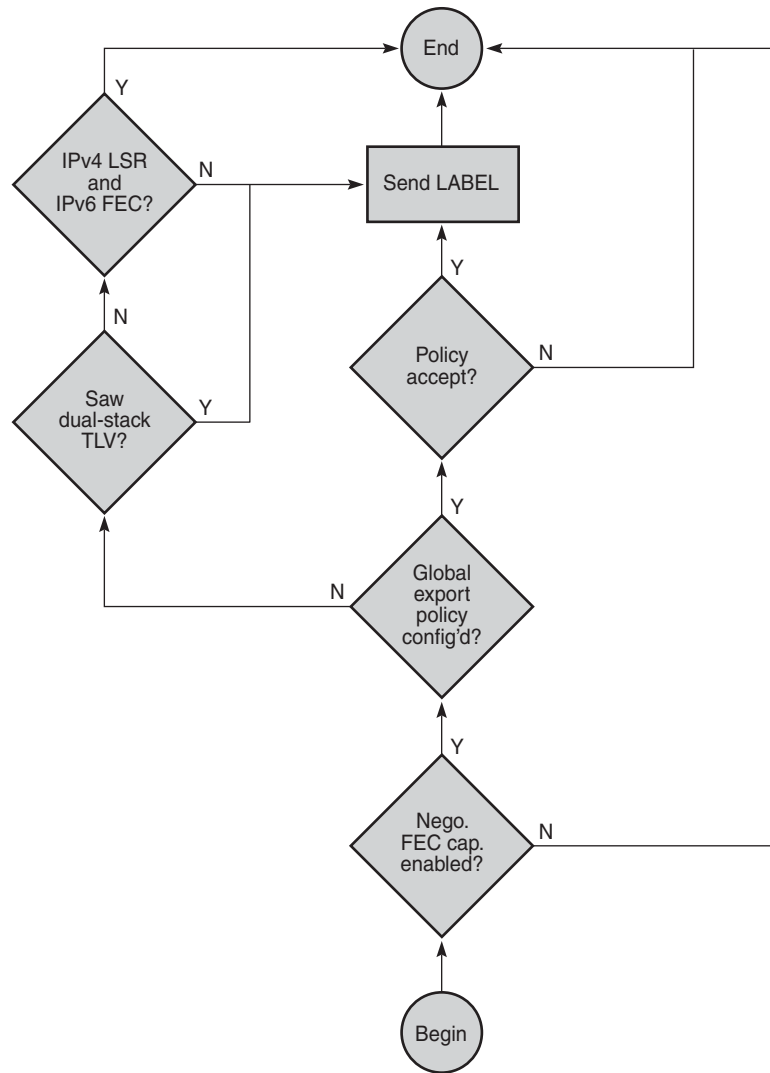 End
Y
IPv4 LSR
and
IPv6 FEC?
N
Send LABEL
Y
N
Policy
accept?
N
Saw
dual-stack
TLV?
Y
Y
N
Global
export
policy
config'd?
Y
Nego.
FEC cap.
enabled?
N
Begin